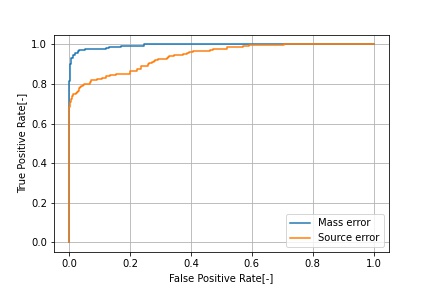 1.0
0.8
0.6
0.4
0.2
0.0
True Positive Rate[-]
Mass error
Source error
0.0 0.2 0.4 0.6 0.8 1.0
False Positive Rate[-]